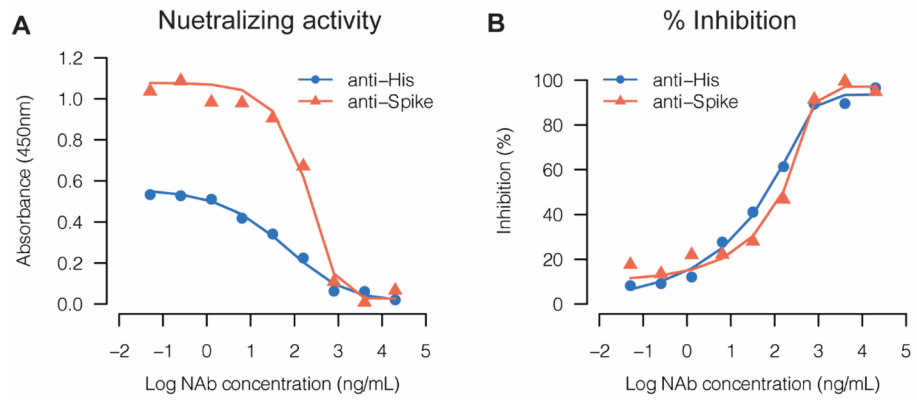 A
Nuetralizing activity
anti-His
anti-Spike
Absorbance (450nm)
1.2
1.0
0.8
0.6
0.4
0.2
0.0
−2 −1 0 1 2 3 4 5
Log NAb concentration (ng/mL)
B
% Inhibition
anti-His
anti-Spike
Inhibition (%)
100
80
60
40
20
0
−2 −1 0 1 2 3 4 5
Log NAb concentration (ng/mL)